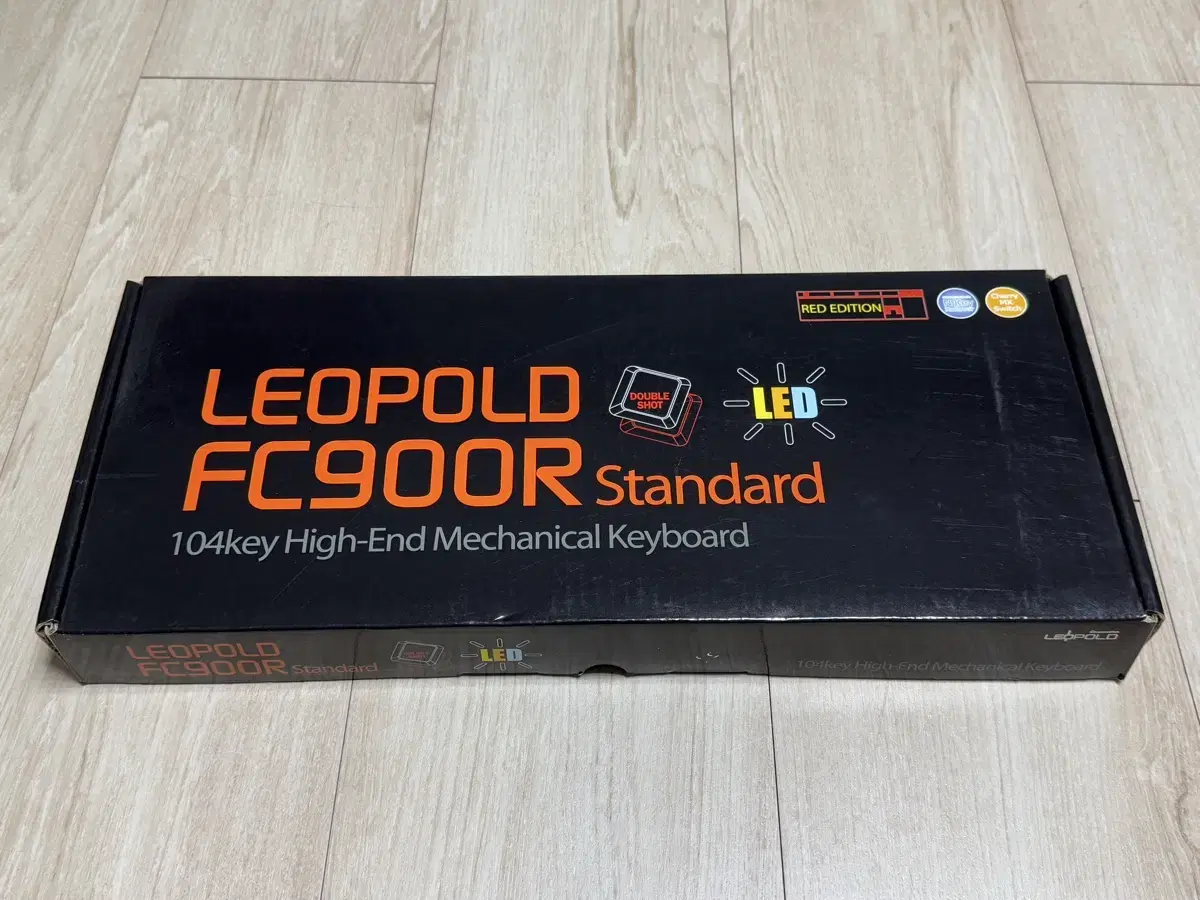 RED EDITION
Cherry
MX
Switch
LEOPOLD
DOUBLE
SHOT
LED
FC900R Standard
104key High-End Mechanical Keyboard
LEOPOLD
FC900R Standard
LED
LEOPOLD
104key High-End Mechanical Keyboard